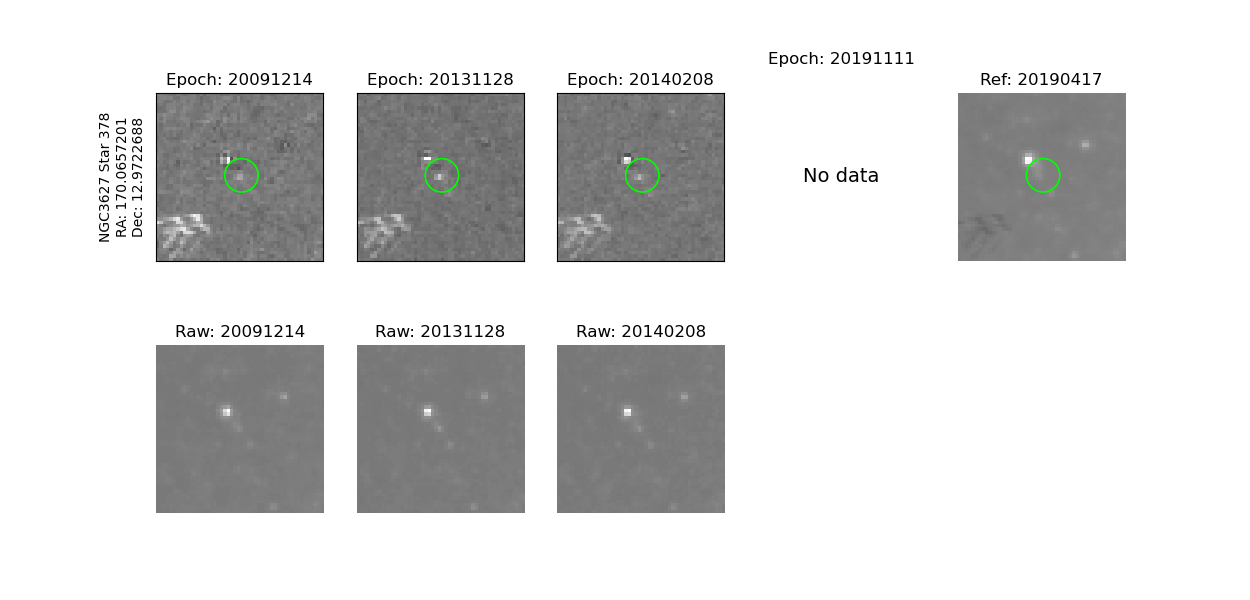 Epoch: 20191111
Epoch: 20091214
Epoch: 20131128
Epoch: 20140208
Ref: 20190417
NGC3627 Star 378
RA: 170.0657201
Dec: 12.9722688
No data
Raw: 20091214
Raw: 20131128
Raw: 20140208